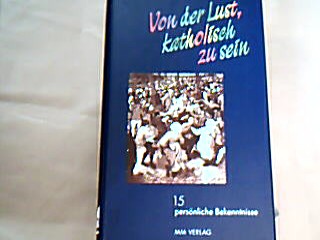 Von der Lust,
katholisch
zu sein
15
persönliche Bekenntnisse
MM VERLAG